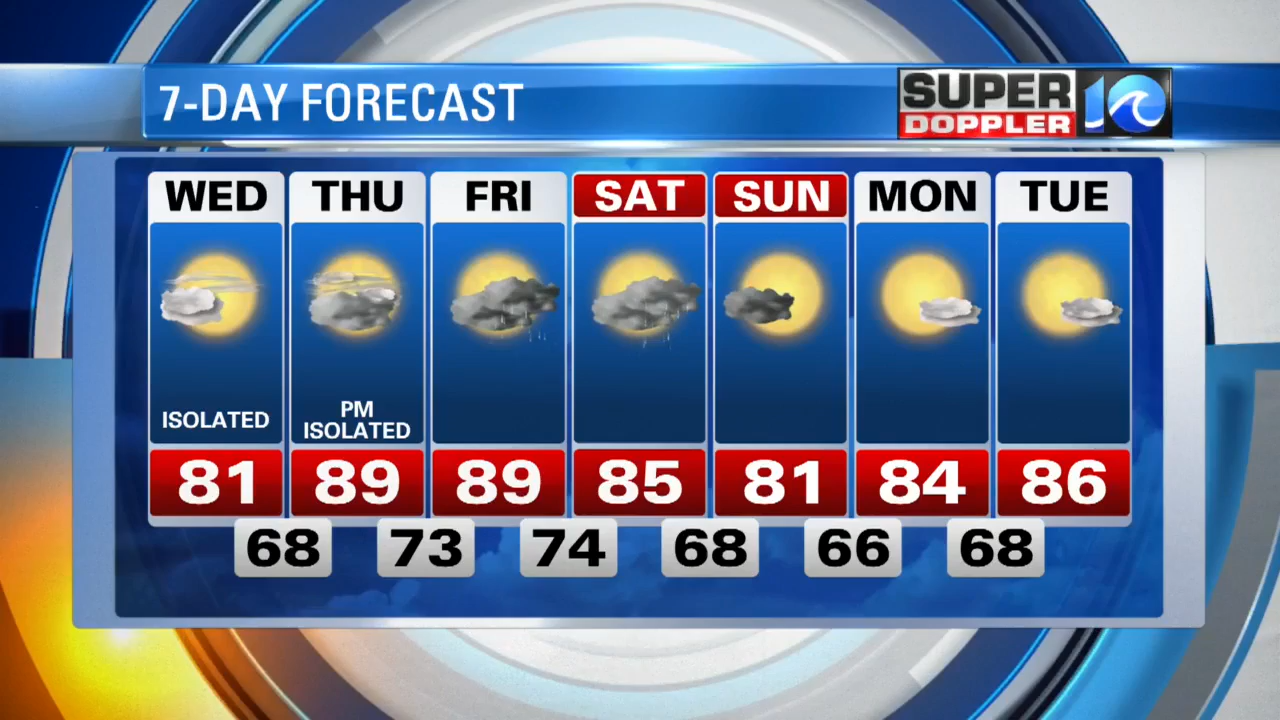 7-DAY FORECAST
SUPER
DOPPLER 10
WED THU FRI SAT SUN MON TUE
ISOLATED
PM
ISOLATED
81 89 89 85 81 84 86
68 73 74 68 66 68